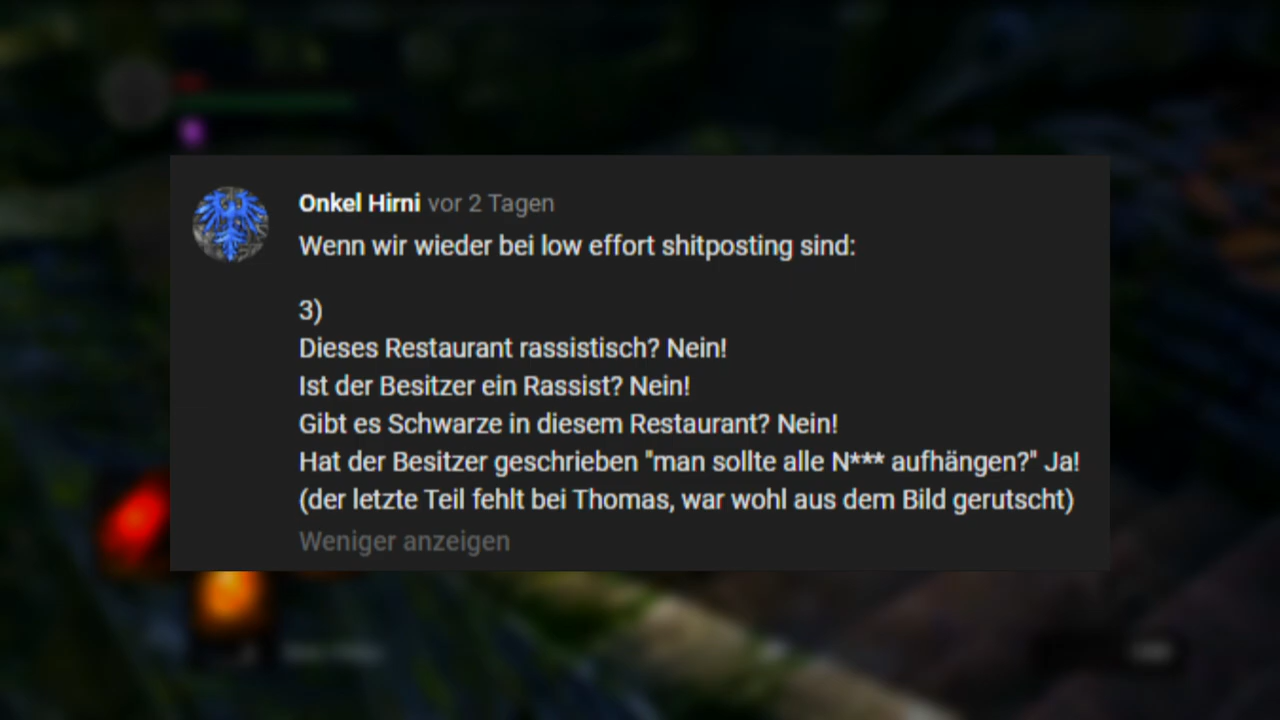 Onkel Hirni vor 2 Tagen
Wenn wir wieder bei low effort shitposting sind:
3)
Dieses Restaurant rassistisch? Nein!
Ist der Besitzer ein Rassist? Nein!
Gibt es Schwarze in diesem Restaurant? Nein!
Hat der Besitzer geschrieben "man sollte alle N*** aufhängen?" Ja!
(der letzte Teil fehlt bei Thomas, war wohl aus dem Bild gerutscht)
Weniger anzeigen